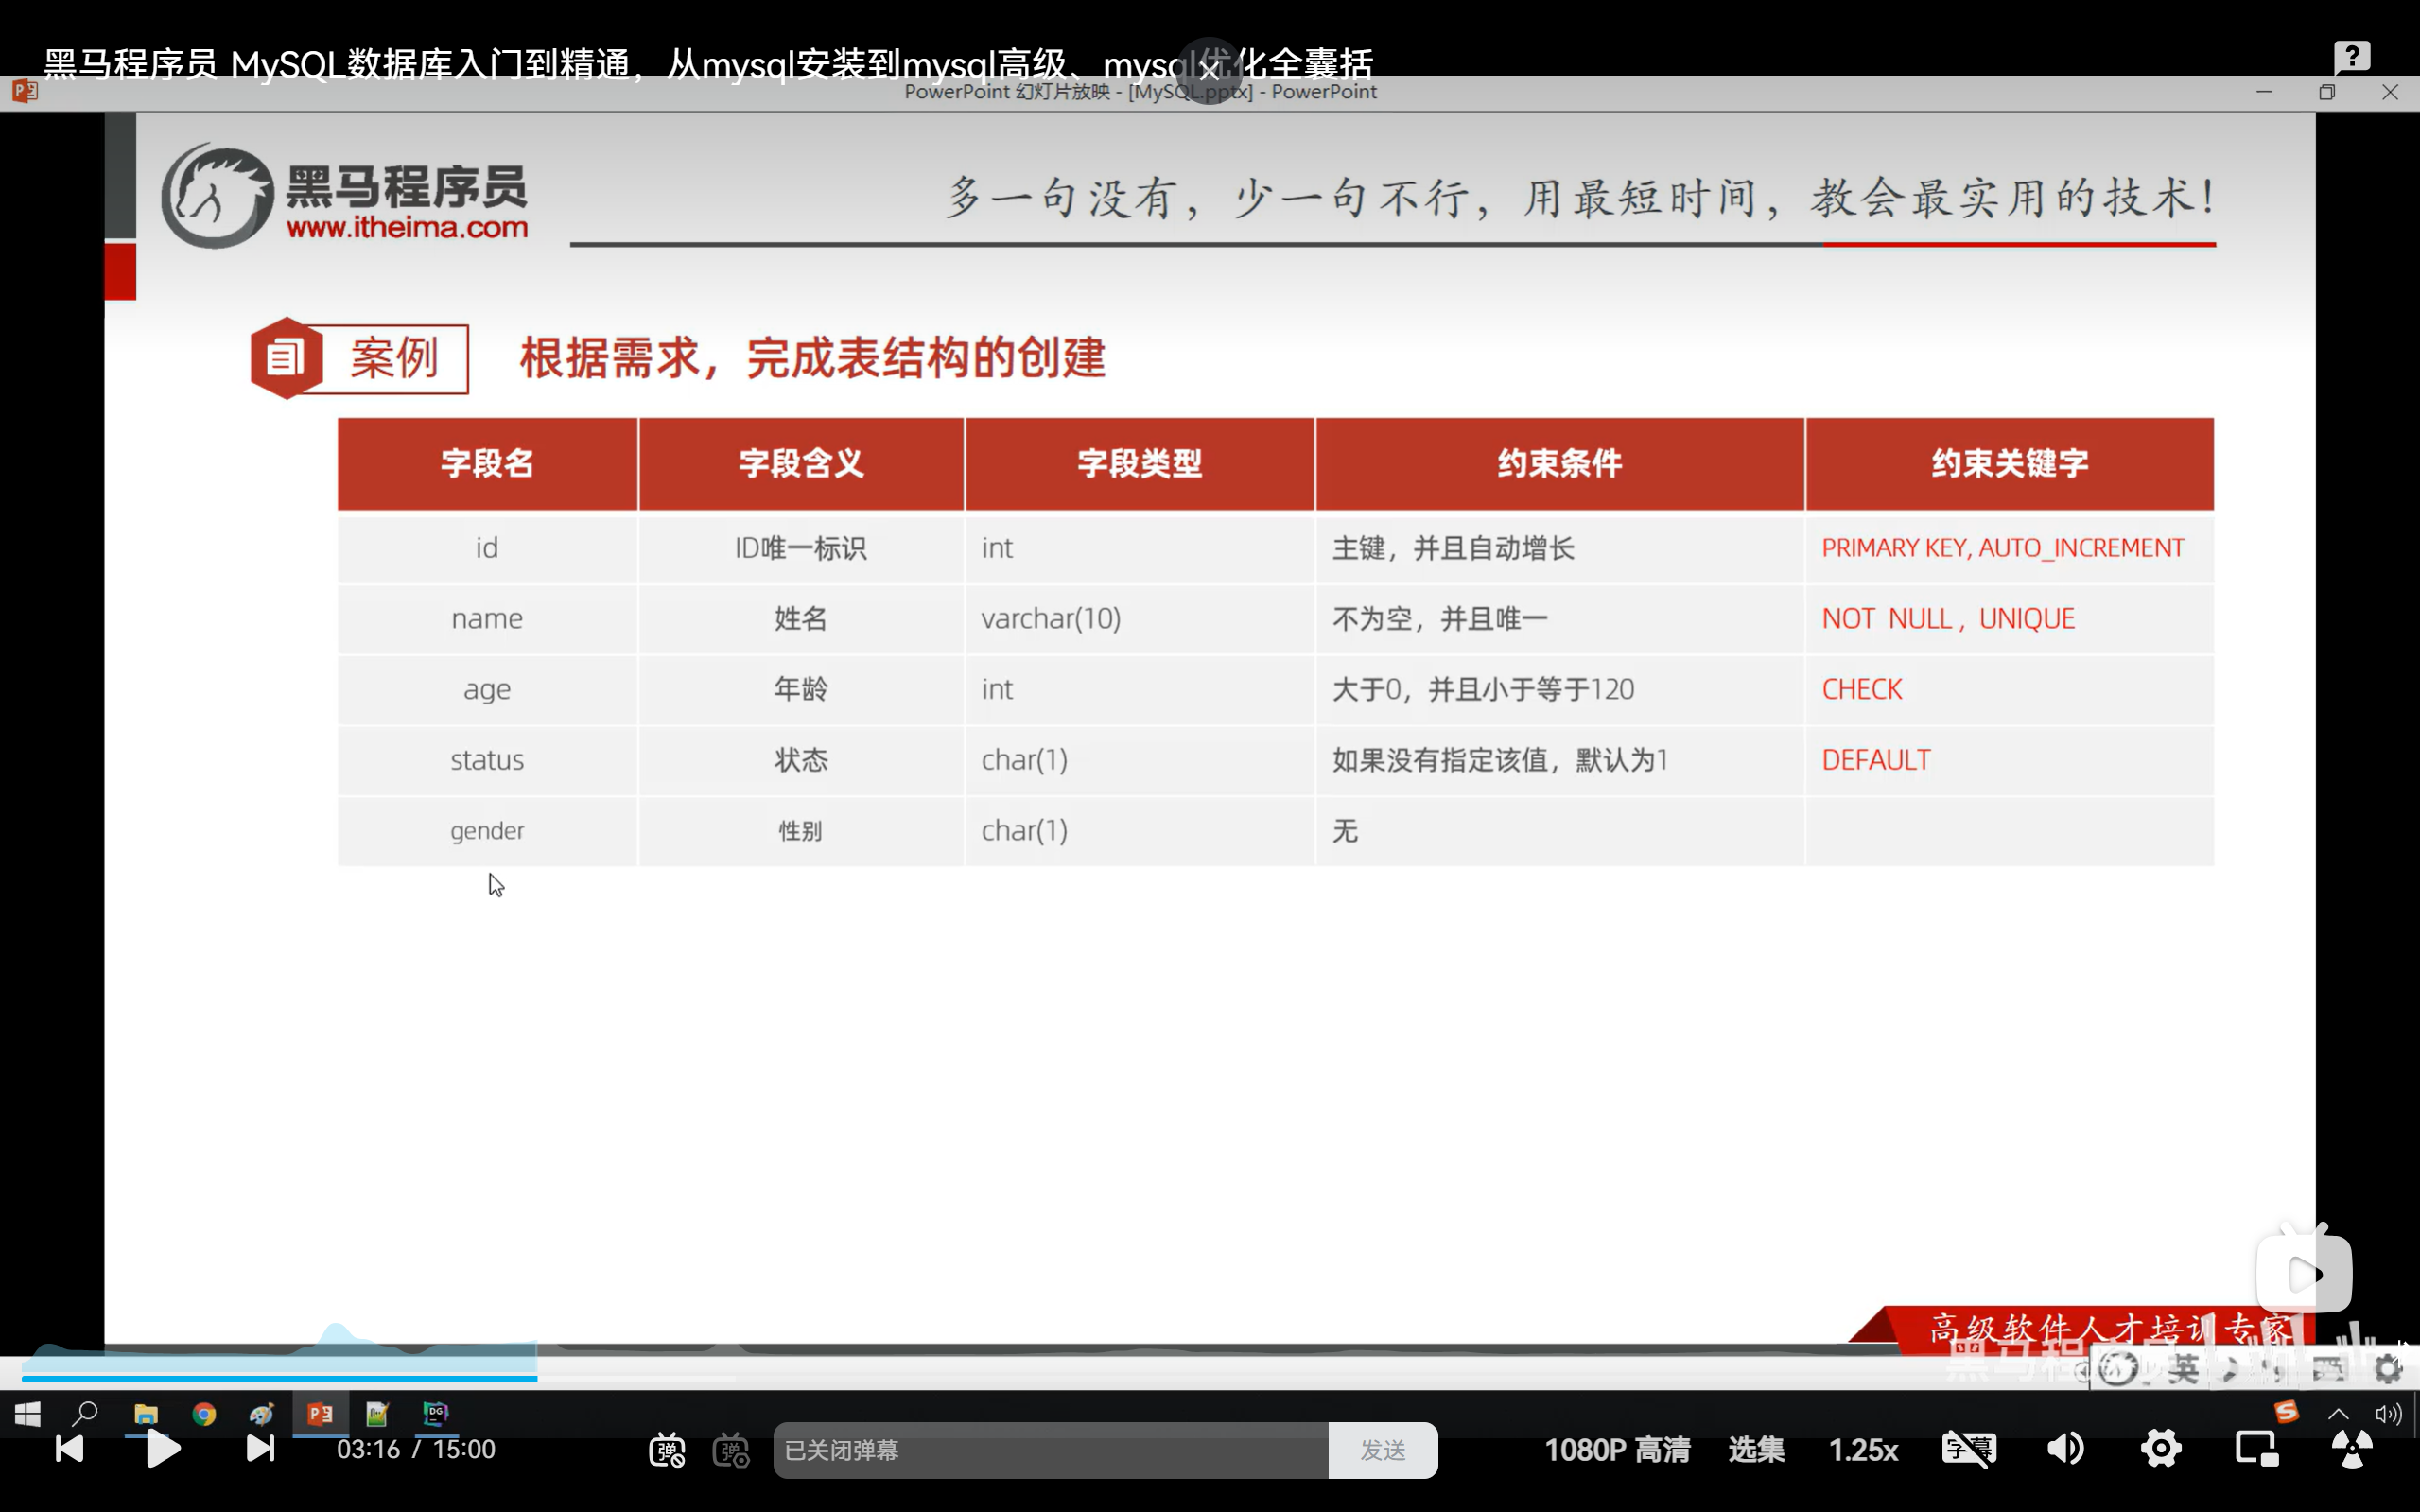 黑马程序员 MySQL数据库入门到精通，从mysql安装到mysql高级、mysql优化全囊括
PowerPoint 幻灯片放映 - [MySQL.pptx] - PowerPoint
黑马程序员
www.itheima.com
多一句没有，少一句不行，用最短时间，教会最实用的技术！
案例 根据需求，完成表结构的创建
字段名 字段含义 字段类型 约束条件 约束关键字
id ID唯一标识 int 主键，并且自动增长 PRIMARY KEY, AUTO_INCREMENT
name 姓名 varchar(10) 不为空，并且唯一 NOT NULL , UNIQUE
age 年龄 int 大于0，并且小于等于120 CHECK
status 状态 char(1) 如果没有指定该值，默认为1 DEFAULT
gender 性别 char(1) 无
高级软件人才培训专家
英
03:16 / 15:00 弹 弹 已关闭弹幕 发送 1080P 高清 选集 1.25x 字幕